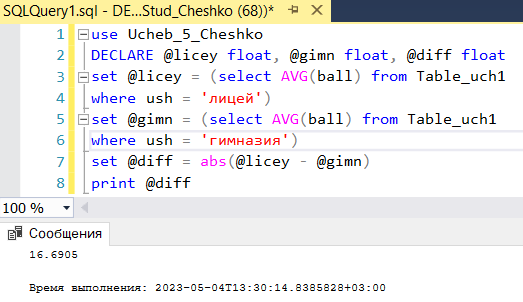 SQLQuery1.sql - DE...Stud_Cheshko (68))*
1 use Ucheb_5_Cheshko
2 DECLARE @licey float, @gimn float, @diff float
3 set @licey = (select AVG(ball) from Table_uch1
4 where ush = 'лицей')
5 set @gimn = (select AVG(ball) from Table_uch1
6 where ush = 'гимназия')
7 set @diff = abs(@licey - @gimn)
8 print @diff
100 %
Сообщения
16.6905
Время выполнения: 2023-05-04T13:30:14.8385828+03:00